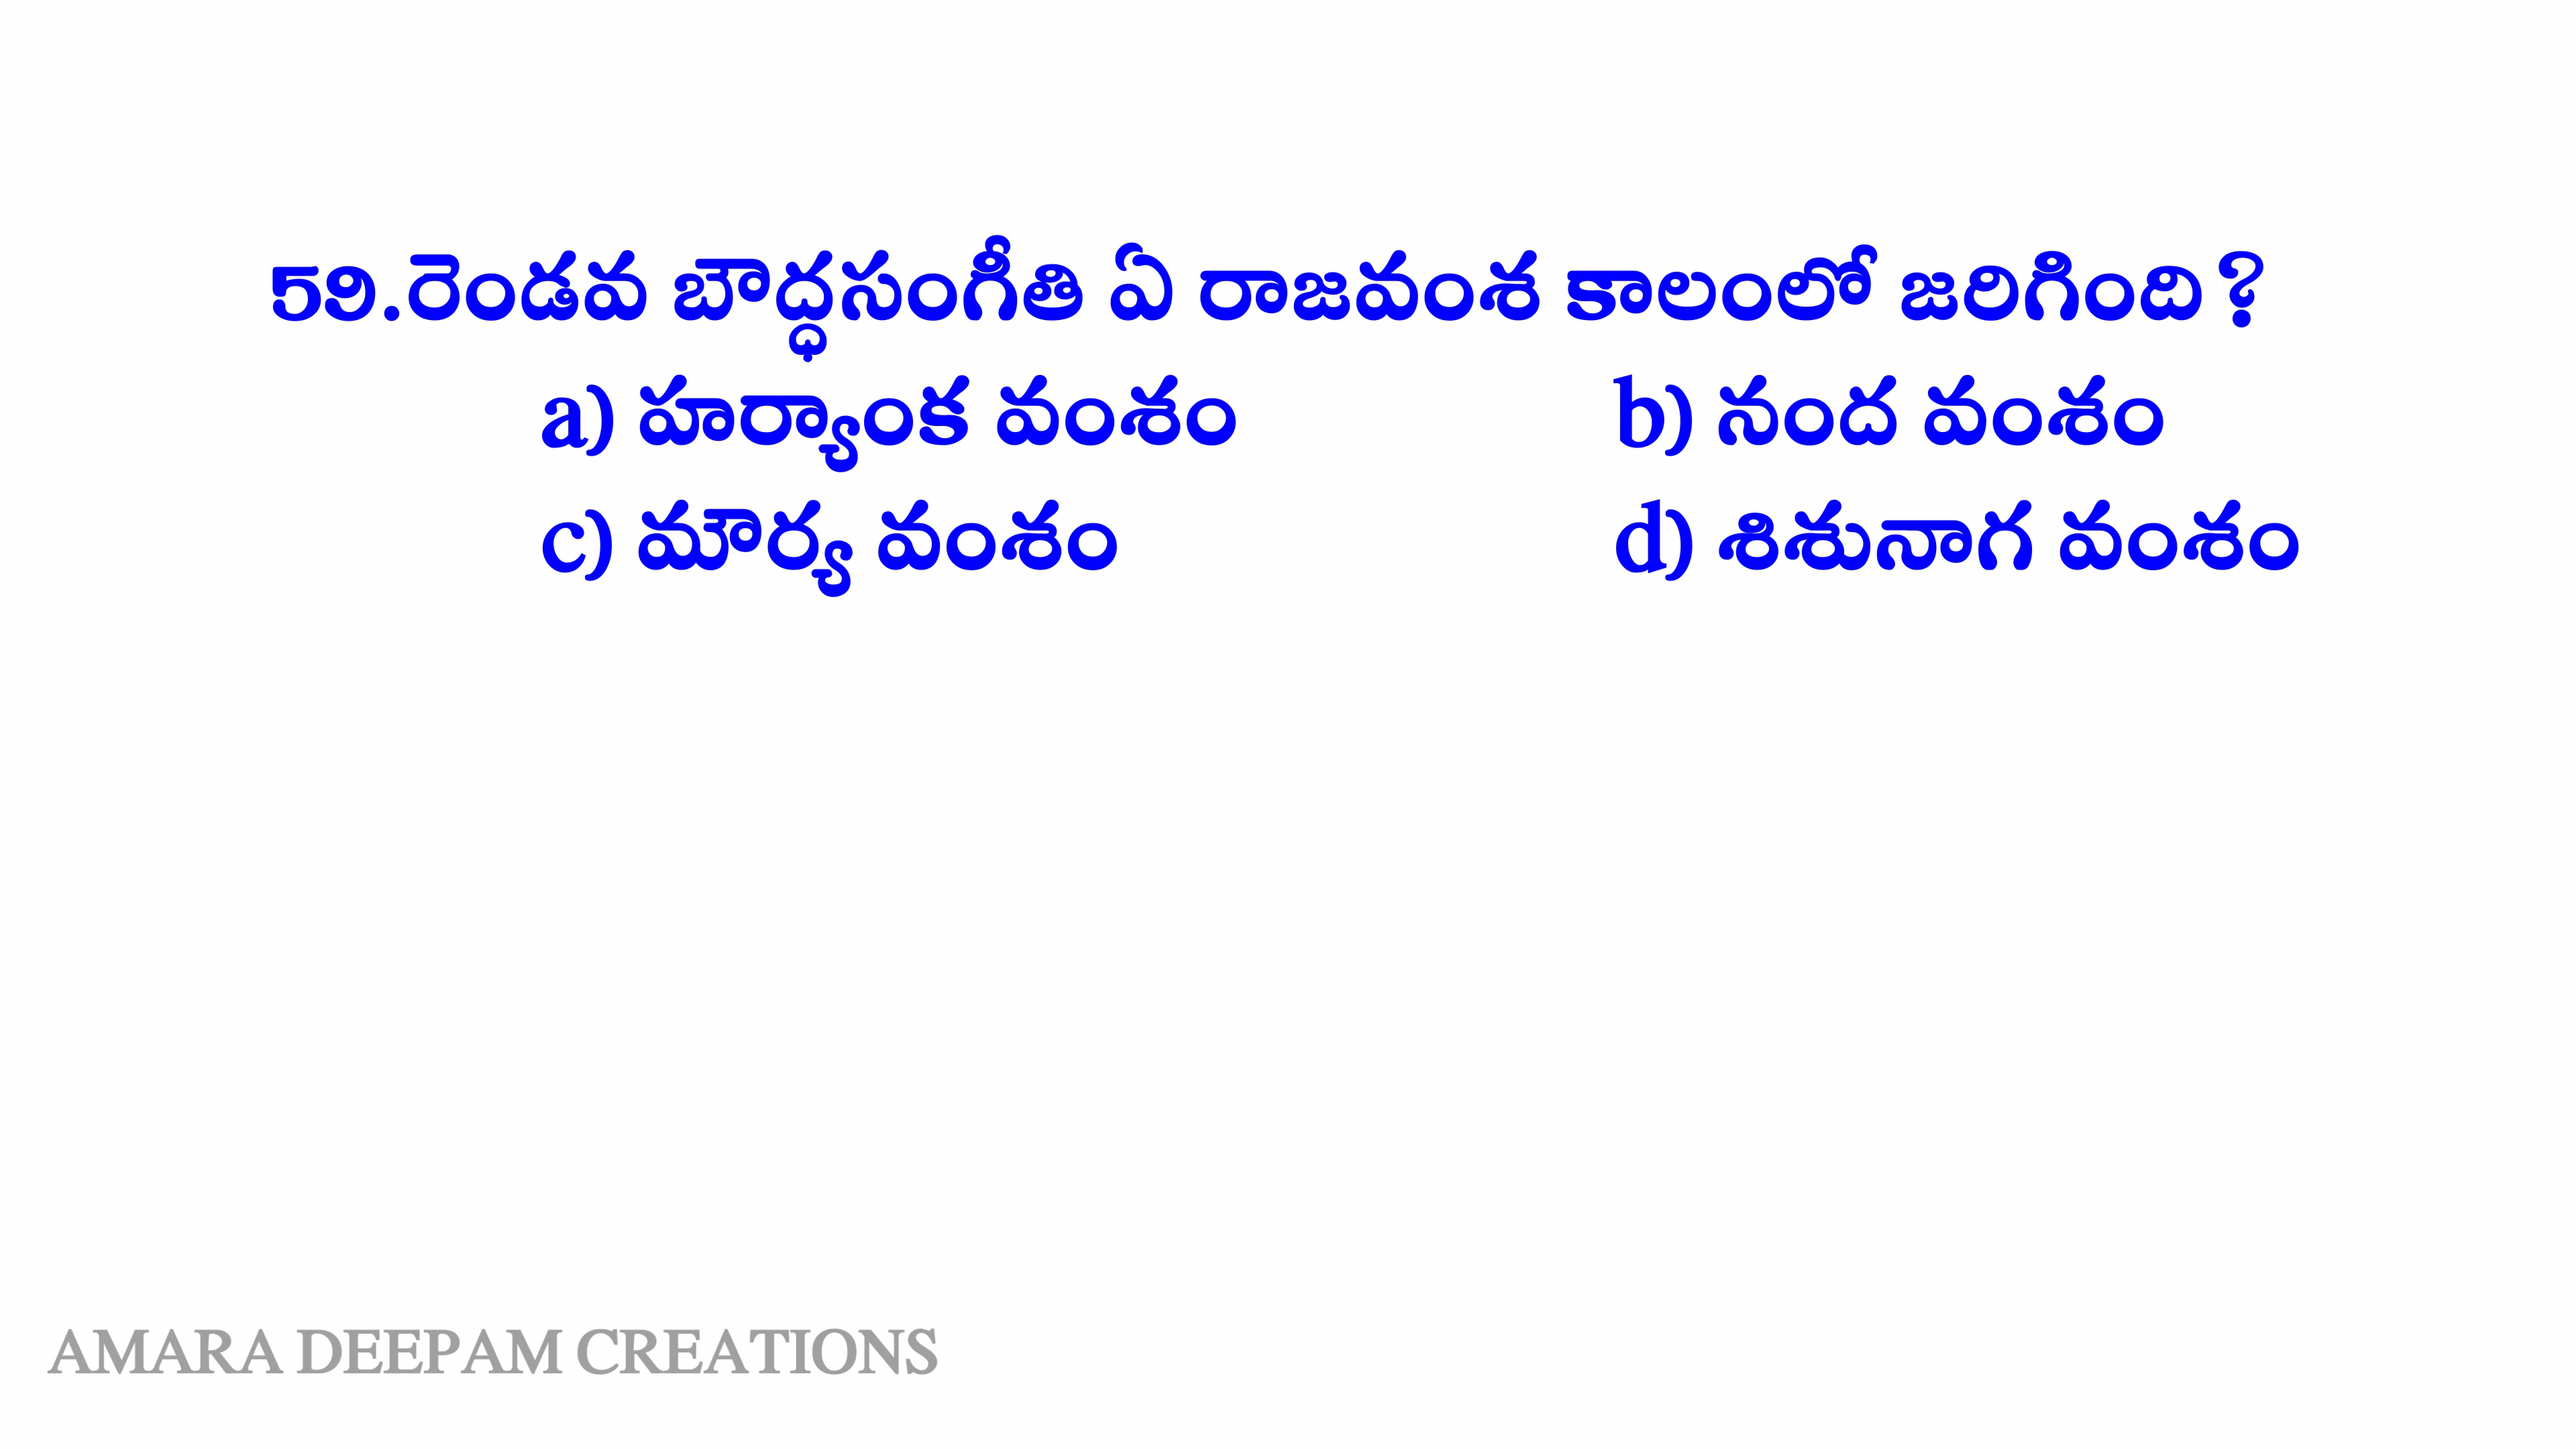 59.రెండవ బౌద్ధసంగీతి ఏ రాజవంశ కాలంలో జరిగింది?
a) హర్యాంక వంశం b) నంద వంశం
c) మౌర్య వంశం d) శిశునాగ వంశం
AMARA DEEPAM CREATIONS